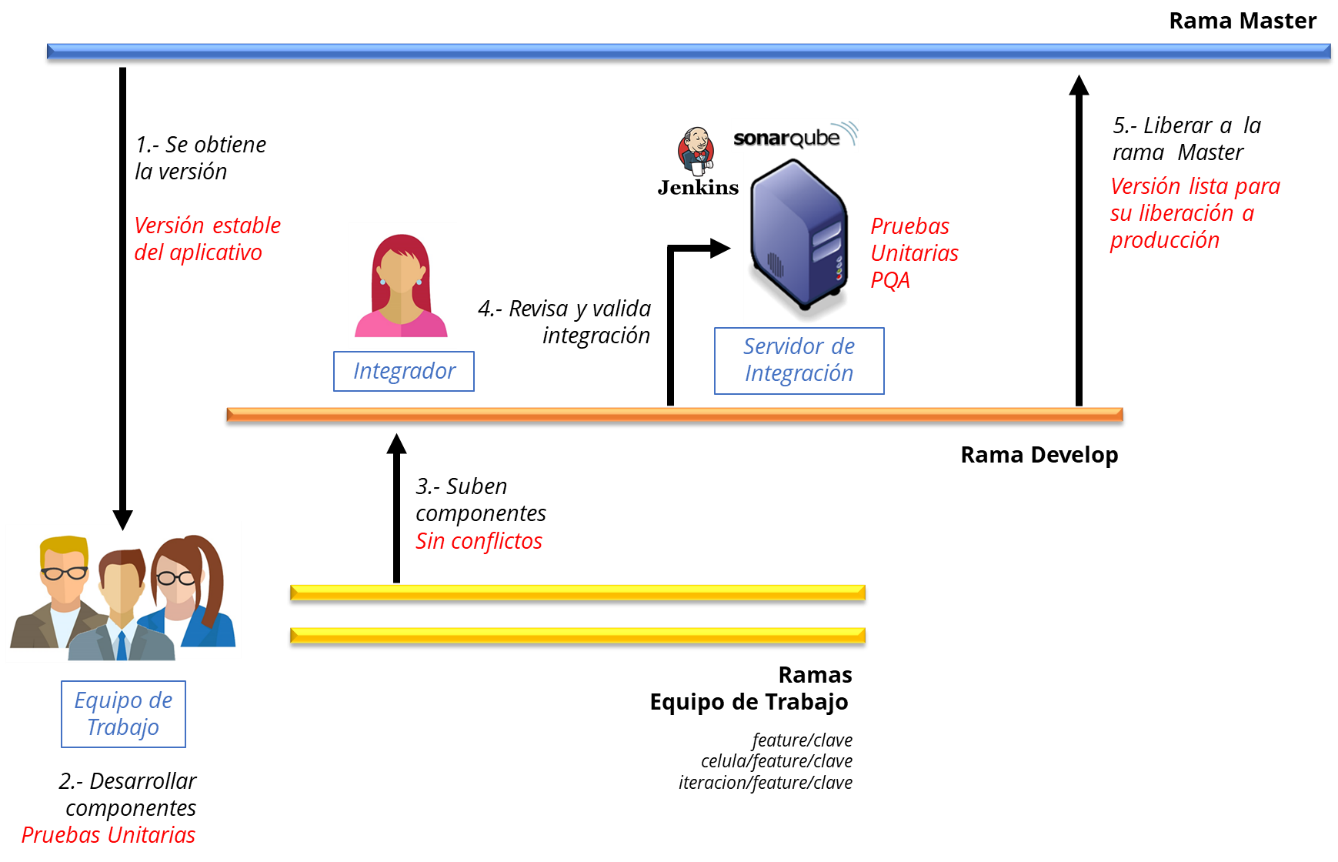 Rama Master
1.- Se obtiene
la versión
Versión estable
del aplicativo
Integrador
Jenkins
sonarqube
4.- Revisa y valida
integración
Pruebas
Unitarias
PQA
Servidor de
Integración
5.- Liberar a la
rama Master
Versión lista para
su liberación a
producción
Rama Develop
3.- Suben
componentes
Sin conflictos
Equipo de
Trabajo
2.- Desarrollar
componentes
Pruebas Unitarias
Ramas
Equipo de Trabajo
feature/clave
celula/feature/clave
iteracion/feature/clave